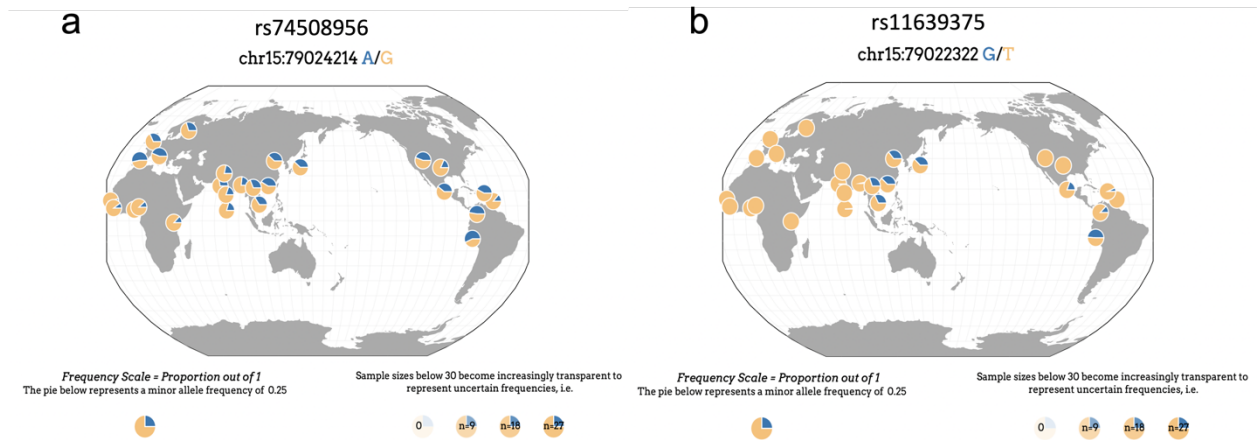 a
rs74508956
chr15:79024214 A/G
Frequency Scale = Proportion out of 1
The pie below represents a minor allele frequency of 0.25
Sample sizes below 30 become increasingly transparent to
represent uncertain frequencies, i.e.
0 n=9 n=18 n=27
b
rs11639375
chr15:79022322 G/T
Frequency Scale = Proportion out of 1
The pie below represents a minor allele frequency of 0.25
Sample sizes below 30 become increasingly transparent to
represent uncertain frequencies, i.e.
0 n=9 n=18 n=27